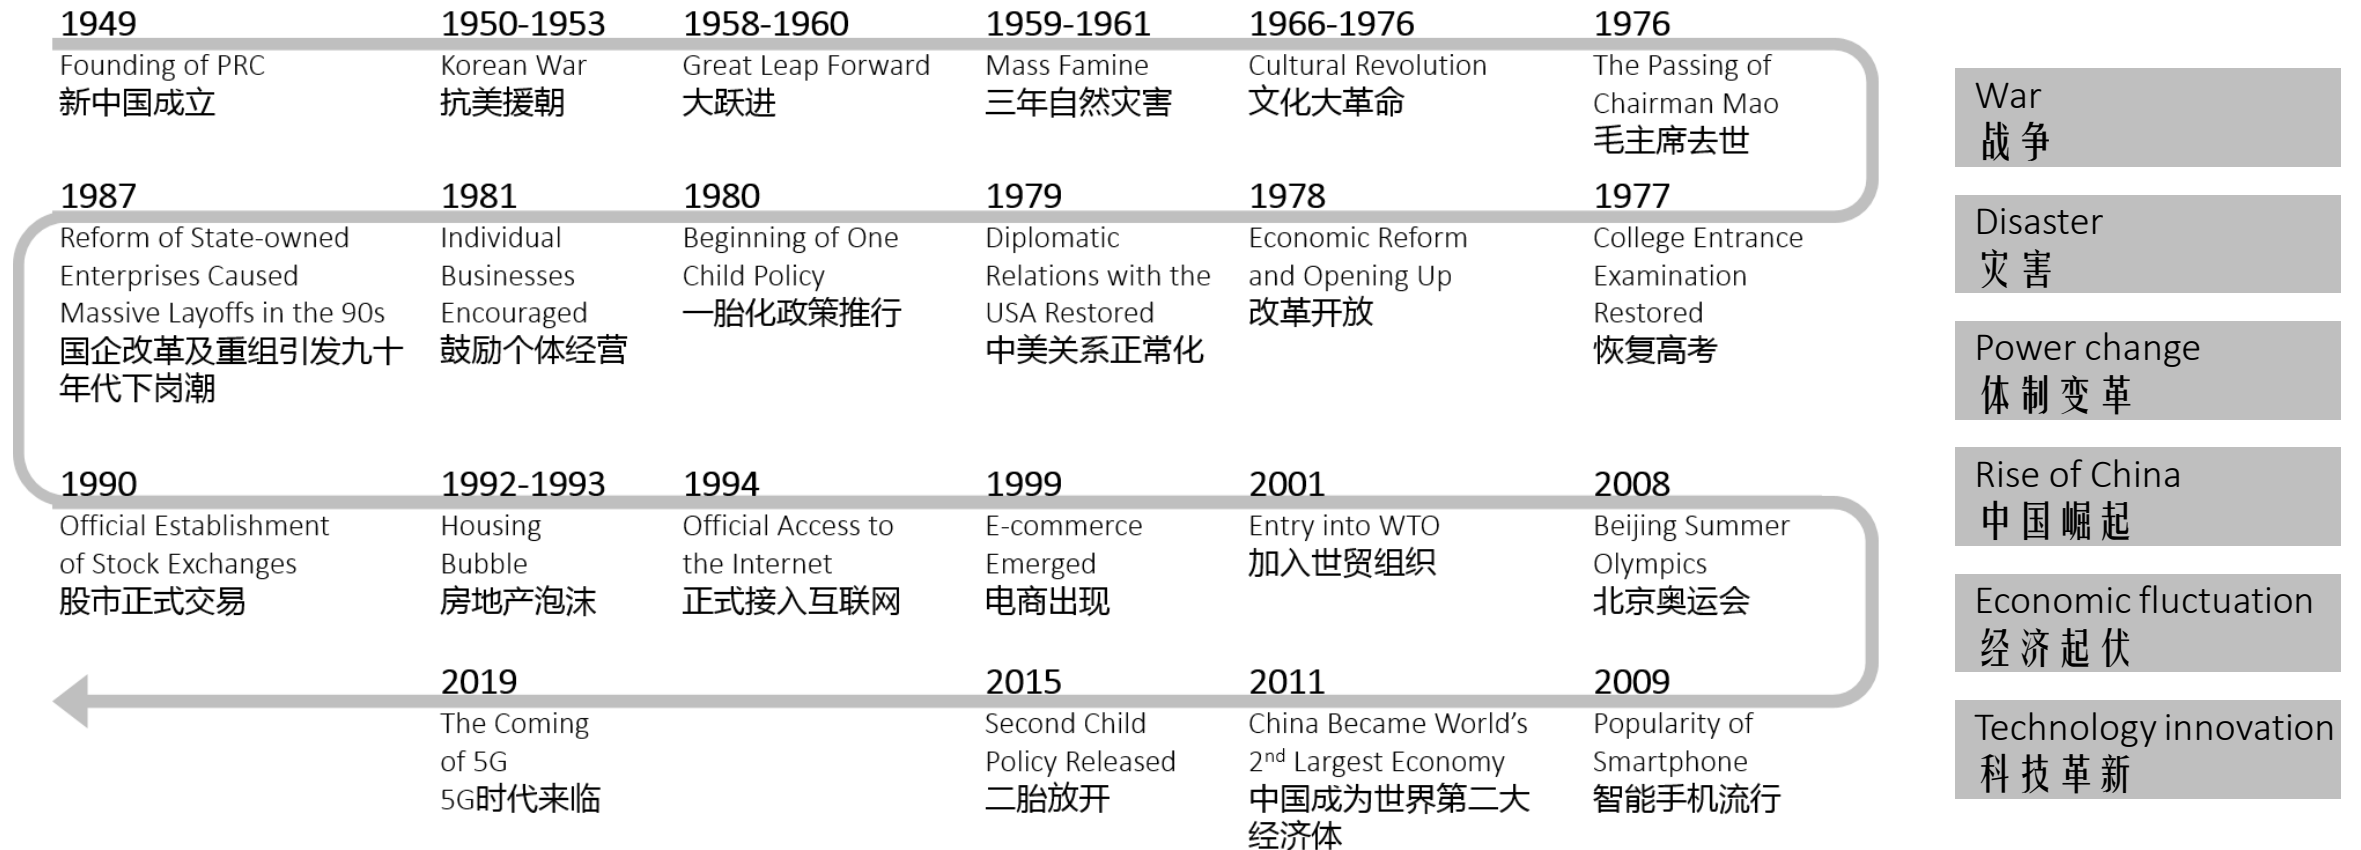 1949
Founding of PRC
新中国成立
1950-1953
Korean War
抗美援朝
1958-1960
Great Leap Forward
大跃进
1959-1961
Mass Famine
三年自然灾害
1966-1976
Cultural Revolution
文化大革命
1976
The Passing of
Chairman Mao
毛主席去世
1977
College Entrance
Examination
Restored
恢复高考
1978
Economic Reform
and Opening Up
改革开放
1979
Diplomatic
Relations with the
USA Restored
中美关系正常化
1980
Beginning of One
Child Policy
一胎化政策推行
1981
Individual
Businesses
Encouraged
鼓励个体经营
1987
Reform of State-owned
Enterprises Caused
Massive Layoffs in the 90s
国企改革及重组引发九十
年代下岗潮
1990
Official Establishment
of Stock Exchanges
股市正式交易
1992-1993
Housing
Bubble
房地产泡沫
1994
Official Access to
the Internet
正式接入互联网
1999
E-commerce
Emerged
电商出现
2001
Entry into WTO
加入世贸组织
2008
Beijing Summer
Olympics
北京奥运会
2009
Popularity of
Smartphone
智能手机流行
2011
China Became World’s
2nd Largest Economy
中国成为世界第二大
经济体
2015
Second Child
Policy Released
二胎放开
2019
The Coming
of 5G
5G时代来临
War
战争
Disaster
灾害
Power change
体制变革
Rise of China
中国崛起
Economic fluctuation
经济起伏
Technology innovation
科技革新